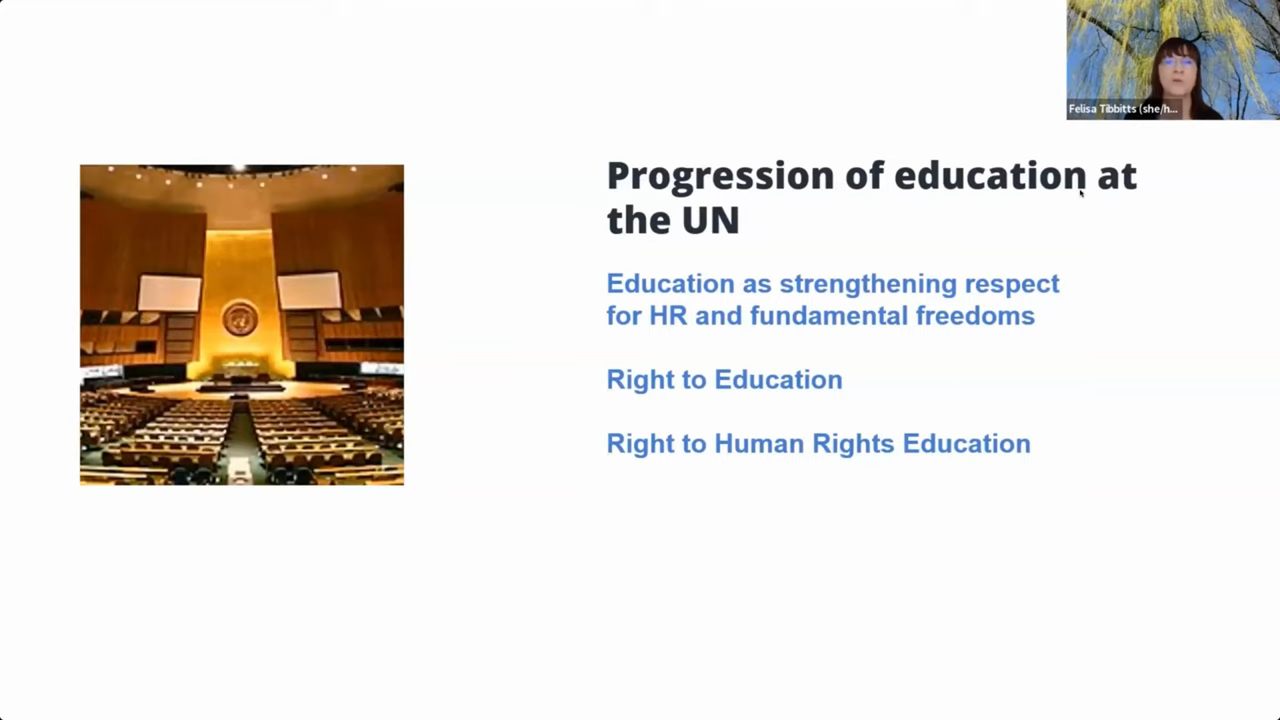 Felisa Tibbitts (she/h...
Progression of education at
the UN
Education as strengthening respect
for HR and fundamental freedoms
Right to Education
Right to Human Rights Education